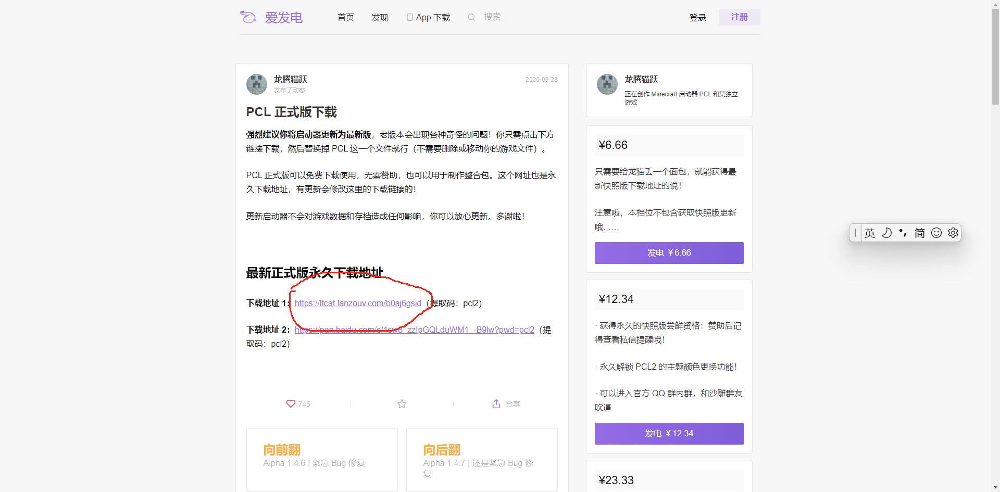 爱发电
首页
发现
App 下载
搜索...
登录
注册
龙腾猫跃
发布了动态
2020-09-28
PCL 正式版下载
强烈建议你将启动器更新为最新版，老版本会出现各种奇怪的问题！你只需点击下方
链接下载，然后替换掉 PCL 这一个文件就行（不需要删除或移动你的游戏文件）。
PCL 正式版可以免费下载使用，无需赞助，也可以用于制作整合包。这个网址也是永
久下载地址，有更新会修改这里的下载链接的！
更新启动器不会对游戏数据和存档造成任何影响，你可以放心更新。多谢啦！
最新正式版永久下载地址
下载地址 1：https://ltcat.lanzouv.com/b0aj6gsid（提取码：pcl2）
下载地址 2：https://pan.baidu.com/s/1sw6_zzIpGQLduWM1_-B9lw?pwd=pcl2（提
取码：pcl2）
745
分享
向前翻
Alpha 1.4.6 | 紧急 Bug 修复
向后翻
Alpha 1.4.7 | 还是紧急 Bug 修
复
龙腾猫跃
正在创作 Minecraft 启动器 PCL 和某独立
游戏
¥6.66
只需要给龙猫丢一个面包，就能获得最
新快照版下载地址的说！
注意啦，本档位不包含获取快照版更新
哦……
发电 ￥6.66
¥12.34
· 获得永久的快照版尝鲜资格：赞助后记
得查看私信提醒哦！
· 永久解锁 PCL2 的主题颜色更换功能！
· 可以进入官方 QQ 群内群，和沙雕群友
吹逼
发电 ￥12.34
¥23.33
英
简